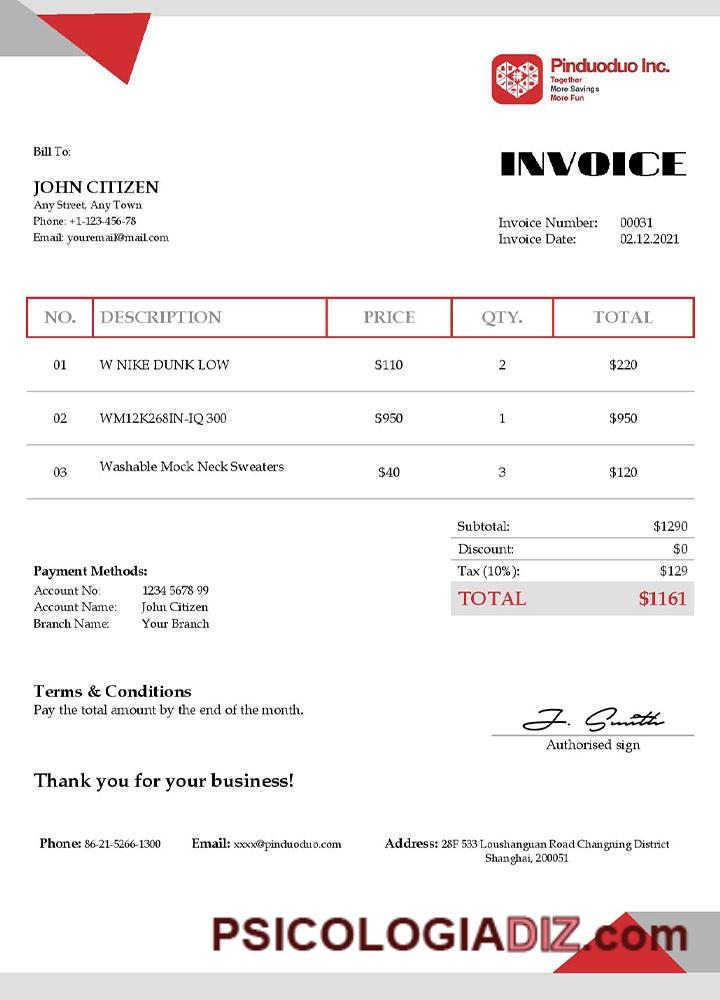 Pinduoduo Inc.
Together
More Savings
More Fun
Bill To:
INVOICE
JOHN CITIZEN
Any Street, Any Town
Phone: +1-123-456-78
Email: youremail@mail.com
Invoice Number: 00031
Invoice Date: 02.12.2021
NO. DESCRIPTION PRICE QTY. TOTAL
01 W NIKE DUNK LOW $110 2 $220
02 WM12K268IN-IQ 300 $950 1 $950
03 Washable Mock Neck Sweaters $40 3 $120
Subtotal: $1290
Discount: $0
Tax (10%): $129
TOTAL $1161
Payment Methods:
Account No: 1234 5678 99
Account Name: John Citizen
Branch Name: Your Branch
Terms & Conditions
Pay the total amount by the end of the month.
J. Smith
Authorised sign
Thank you for your business!
Phone: 86-21-5266-1300 Email: xxxx@pinduoduo.com Address: 28F 533 Loushanguan Road Changning District
Shanghai, 200051
PSICOLOGIADIZ.com